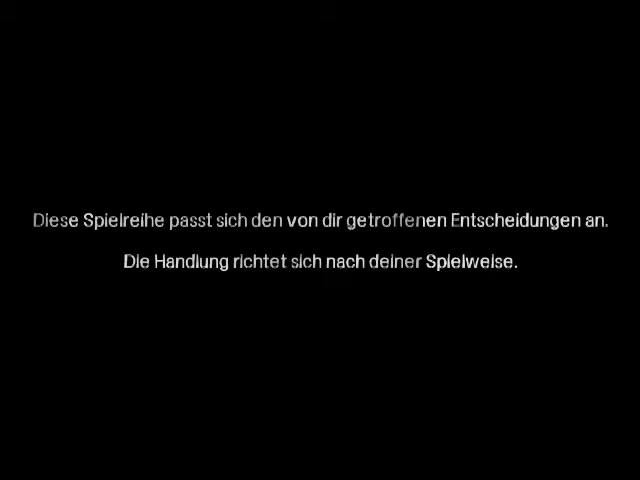 Diese Spielreihe passt sich den von dir getroffenen Entscheidungen an.
Die Handlung richtet sich nach deiner Spielweise.